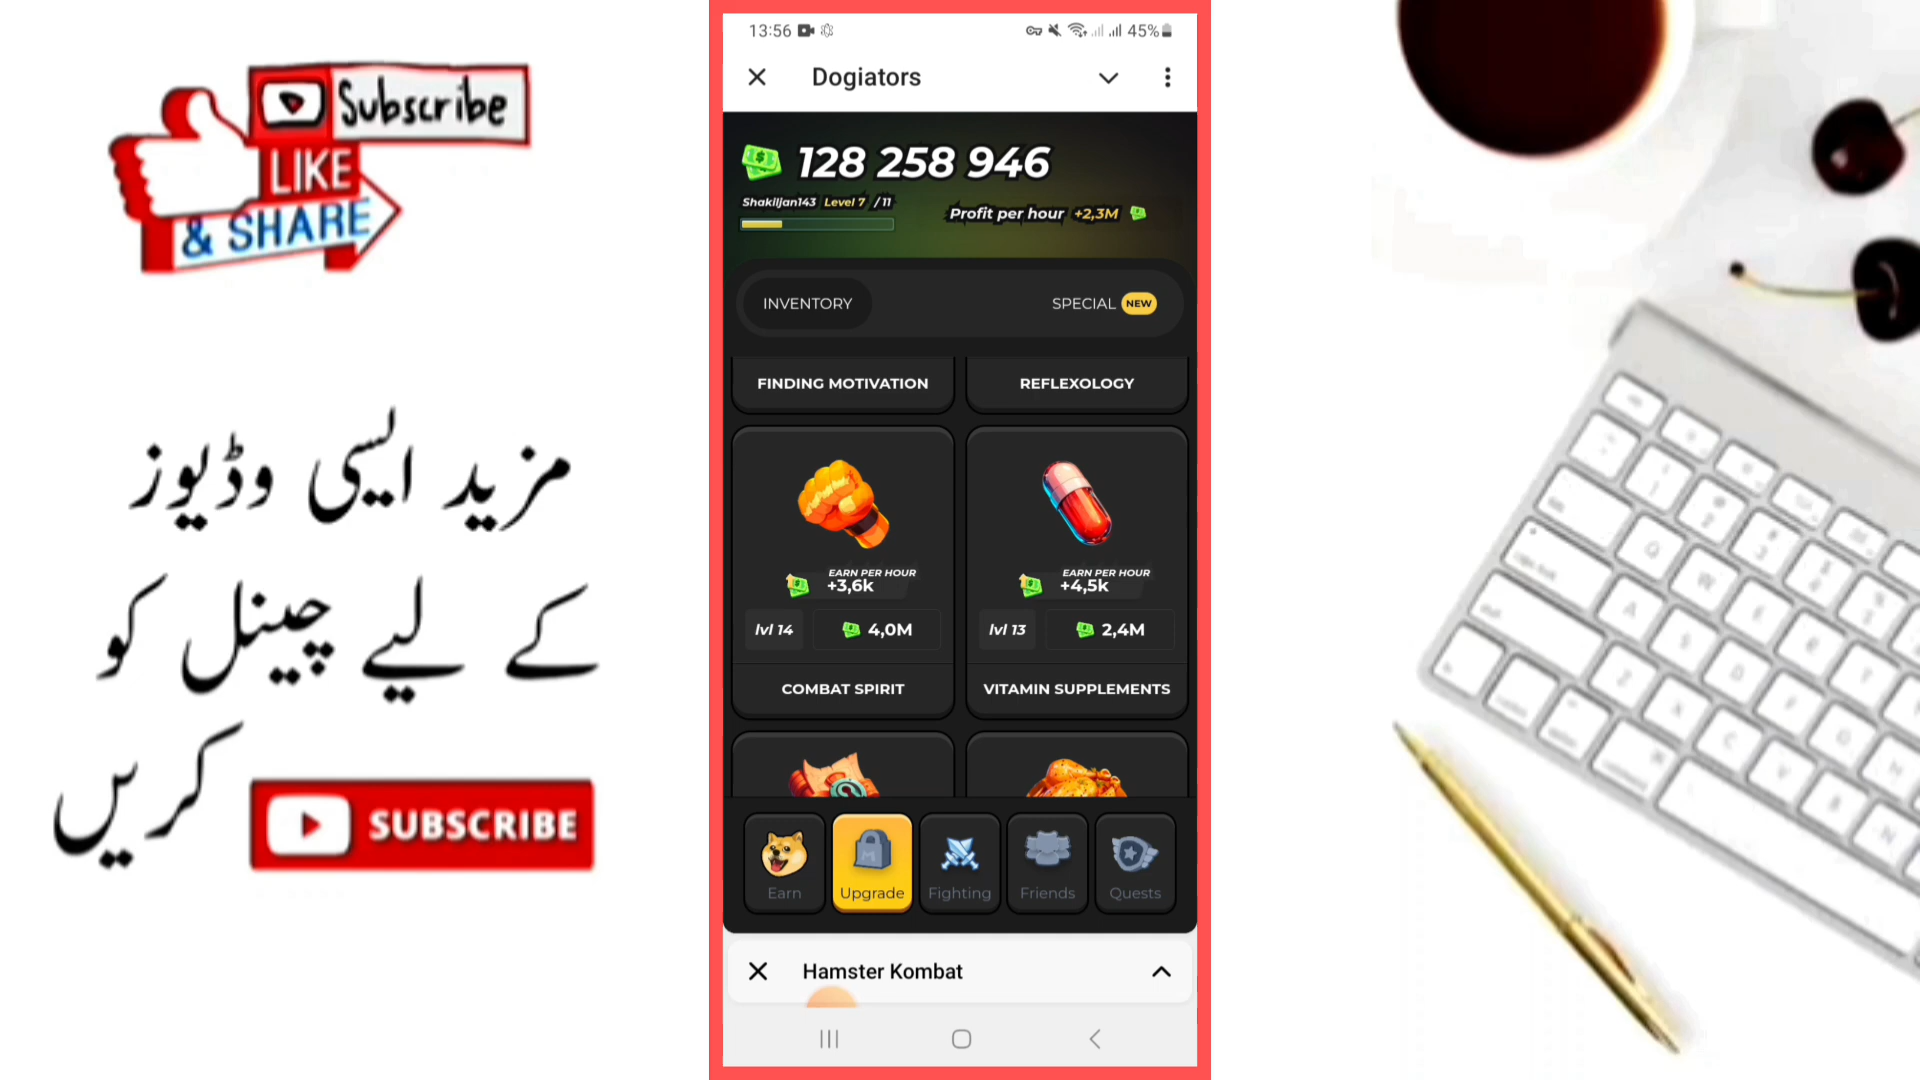 Subscribe
LIKE
& SHARE
مزید ایسی وڈیوز
کے لیے چینل کو
کریں
SUBSCRIBE
13:56
45%
Dogiators
128 258 946
Shakiljan143 Level 7 / 11
Profit per hour +2,3M
INVENTORY
SPECIAL NEW
FINDING MOTIVATION
REFLEXOLOGY
EARN PER HOUR
+3,6k
lvl 14
4,0M
COMBAT SPIRIT
EARN PER HOUR
+4,5k
lvl 13
2,4M
VITAMIN SUPPLEMENTS
Earn
Upgrade
Fighting
Friends
Quests
Hamster Kombat